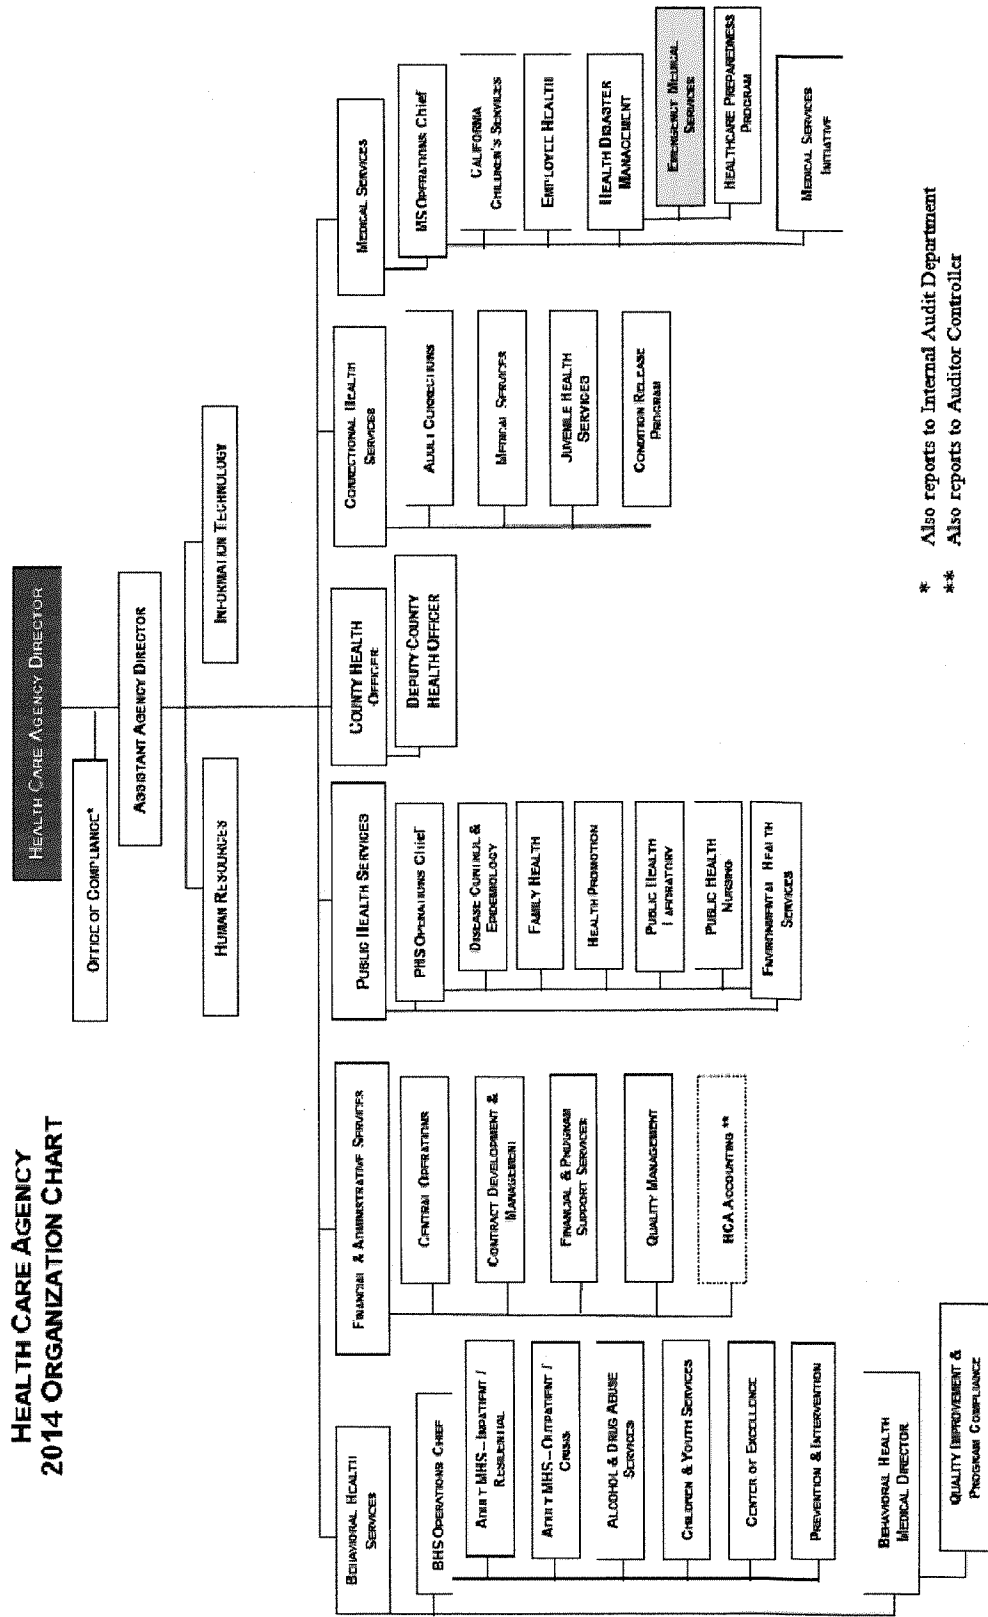 HEALTH CARE AGENCY
2014 ORGANIZATION CHART
HEALTH CARE AGENCY DIRECTOR
OFFICE OF COMPLIANCE*
ASSISTANT AGENCY DIRECTOR
HUMAN RESOURCES
INFORMATION TECHNOLOGY
BEHAVIORAL HEALTH
SERVICES
BHS OPERATIONS CHIEF
ADULT MHS – INPATIENT /
RESIDENTIAL
ADULT MHS – OUTPATIENT /
CRISIS
ALCOHOL & DRUG ABUSE
SERVICES
CHILDREN & YOUTH SERVICES
CENTER OF EXCELLENCE
PREVENTION & INTERVENTION
BEHAVIORAL HEALTH
MEDICAL DIRECTOR
QUALITY IMPROVEMENT &
PROGRAM COMPLIANCE
FINANCIAL & ADMINISTRATIVE SERVICES
CENTRAL OPERATIONS
CONTRACT DEVELOPMENT &
MANAGEMENT
FINANCIAL & PROGRAM
SUPPORT SERVICES
QUALITY MANAGEMENT
HCA ACCOUNTING **
PUBLIC HEALTH SERVICES
PHS OPERATIONS CHIEF
DISEASE CONTROL &
EPIDEMIOLOGY
FAMILY HEALTH
HEALTH PROMOTION
PUBLIC HEALTH
LABORATORY
PUBLIC HEALTH
NURSING
ENVIRONMENTAL HEALTH
SERVICES
COUNTY HEALTH
OFFICER
DEPUTY COUNTY
HEALTH OFFICER
CORRECTIONAL HEALTH
SERVICES
ADULT CORRECTIONS
MEDICAL SERVICES
JUVENILE HEALTH
SERVICES
CONDITION RELEASE
PROGRAM
MEDICAL SERVICES
MS OPERATIONS CHIEF
CALIFORNIA
CHILDREN'S SERVICES
EMPLOYEE HEALTH
HEALTH DISASTER
MANAGEMENT
EMERGENCY MEDICAL
SERVICES
HEALTHCARE PREPAREDNESS
PROGRAM
MEDICAL SERVICES
INITIATIVE
* Also reports to Internal Audit Department
** Also reports to Auditor Controller